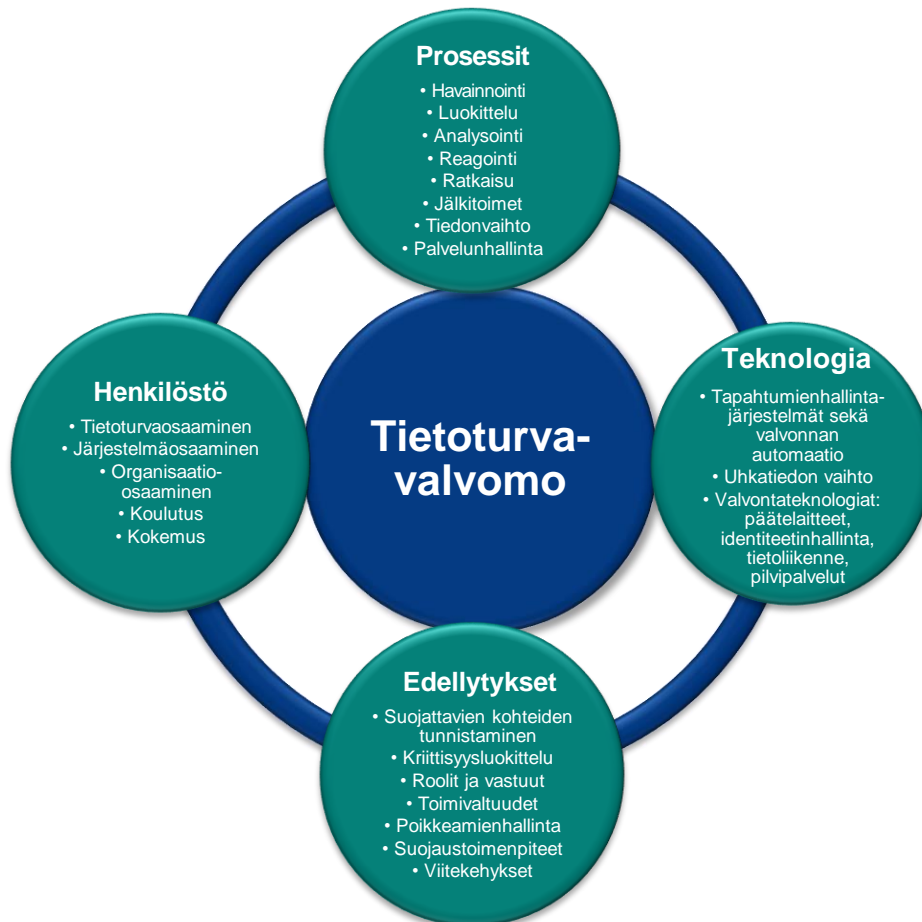 Prosessit
• Havainnointi
• Luokittelu
• Analysointi
• Reagointi
• Ratkaisu
• Jälkitoimet
• Tiedonvaihto
• Palvelunhallinta
Henkilöstö
• Tietoturvaosaaminen
• Järjestelmäosaaminen
• Organisaatio-
osaaminen
• Koulutus
• Kokemus
Tietoturva-
valvomo
Teknologia
• Tapahtumienhallinta-
järjestelmät sekä
valvonnan
automaatio
• Uhkatiedon vaihto
• Valvontateknologiat:
päätelaitteet,
identiteetinhallinta,
tietoliikenne,
pilvipalvelut
Edellytykset
• Suojattavien kohteiden
tunnistaminen
• Kriittisyysluokittelu
• Roolit ja vastuut
• Toimivaltuudet
• Poikkeamienhallinta
• Suojaustoimenpiteet
• Viitekehykset